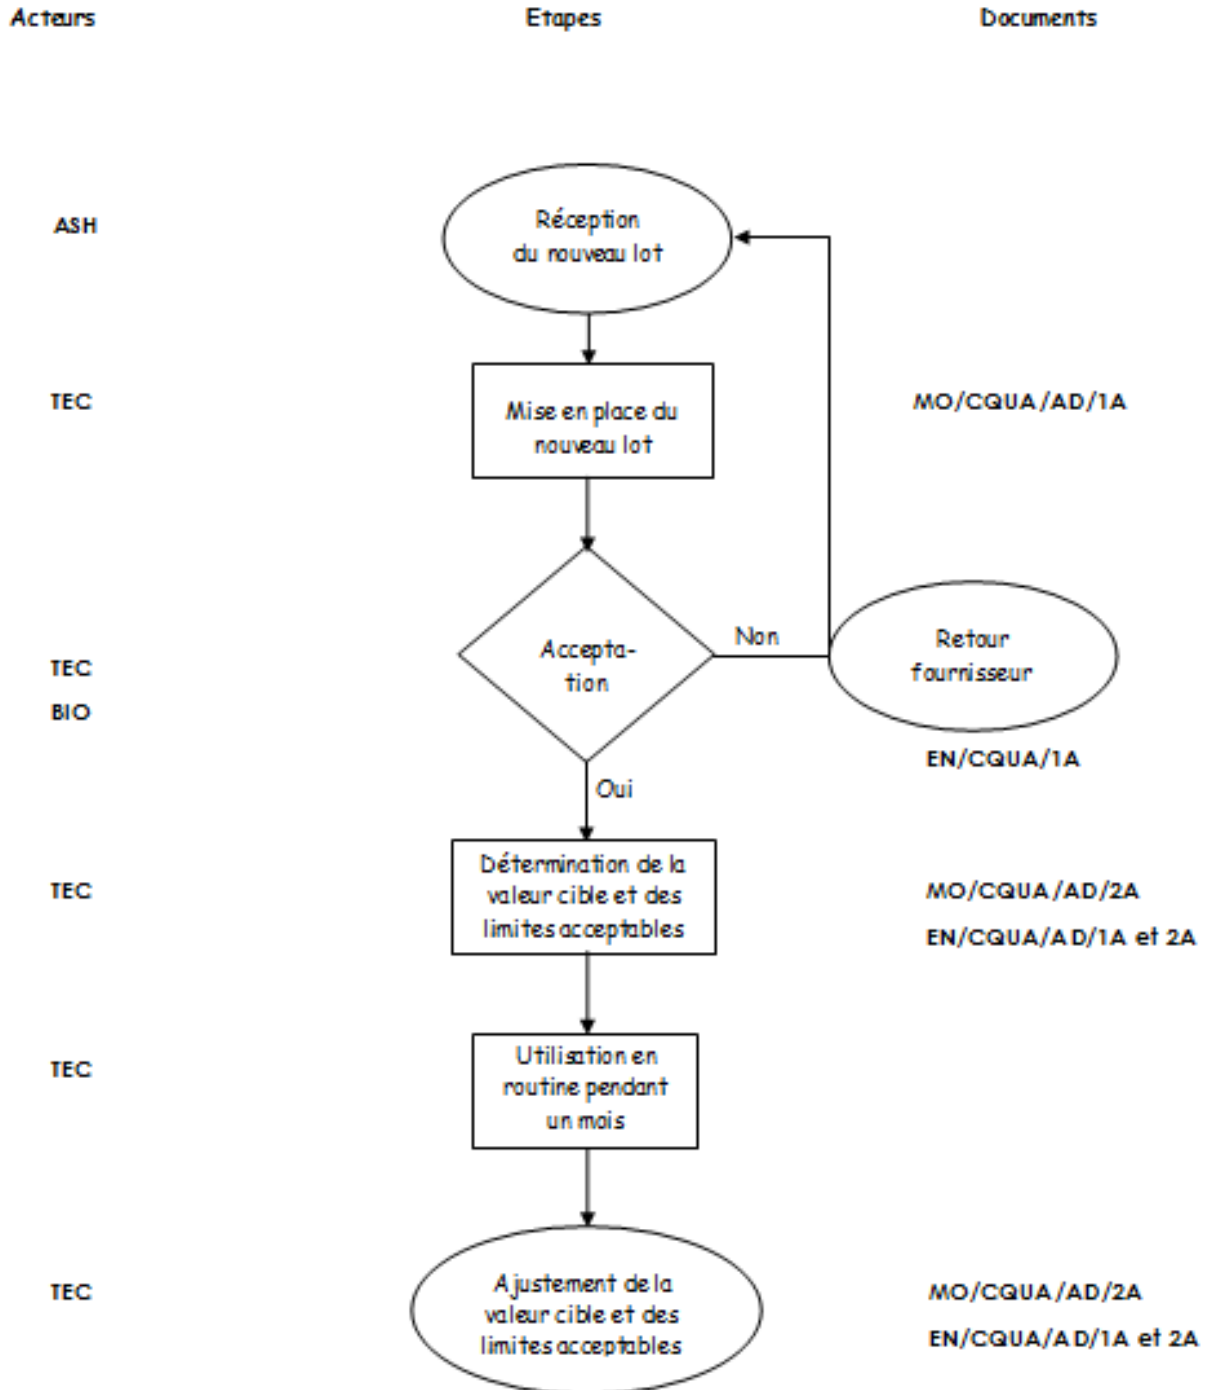 Acteurs
Etapes
Documents
ASH
Réception
du nouveau lot
TEC
Mise en place du
nouveau lot
MO/CQUA/AD/1A
TEC
BIO
Accepta-
tion
Non
Retour
fournisseur
EN/CQUA/1A
Oui
TEC
Détermination de la
valeur cible et des
limites acceptables
MO/CQUA/AD/2A
EN/CQUA/AD/1A et 2A
TEC
Utilisation en
routine pendant
un mois
TEC
Ajustement de la
valeur cible et des
limites acceptables
MO/CQUA/AD/2A
EN/CQUA/AD/1A et 2A